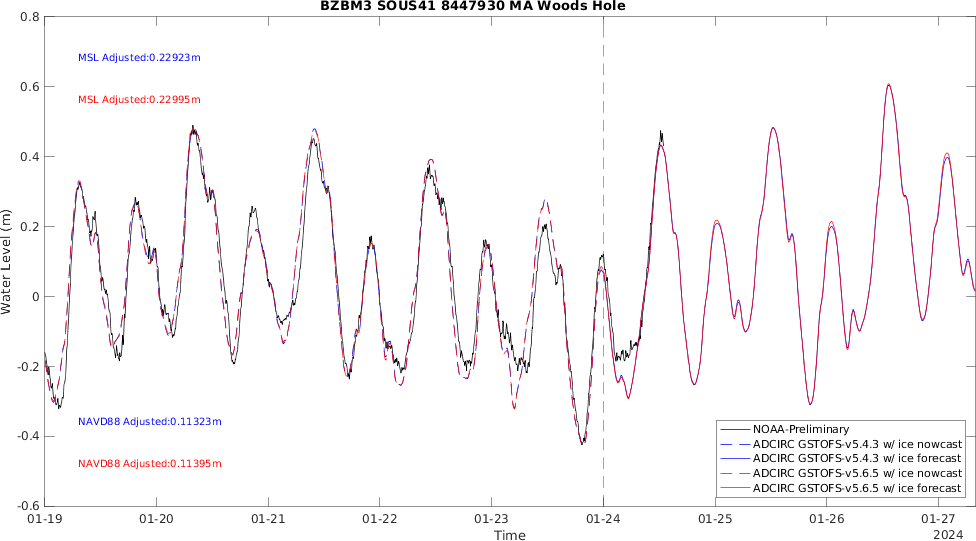 BZBM3 SOUS41 8447930 MA Woods Hole
0.8
0.6
0.4
0.2
0
-0.2
-0.4
-0.6
Water Level (m)
MSL Adjusted:0.22923m
MSL Adjusted:0.22995m
NAVD88 Adjusted:0.11323m
NAVD88 Adjusted:0.11395m
NOAA-Preliminary
ADCIRC GSTOFS-v5.4.3 w/ ice nowcast
ADCIRC GSTOFS-v5.4.3 w/ ice forecast
ADCIRC GSTOFS-v5.6.5 w/ ice nowcast
ADCIRC GSTOFS-v5.6.5 w/ ice forecast
01-19 01-20 01-21 01-22 01-23 01-24 01-25 01-26 01-27
Time
2024